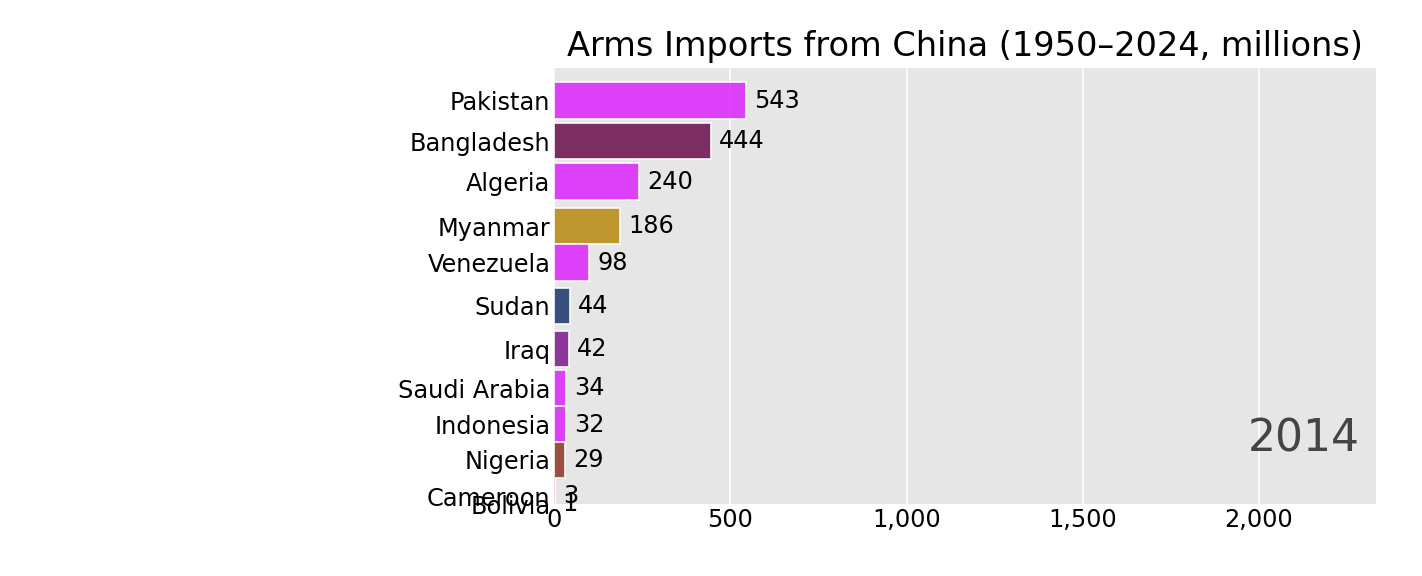 Arms Imports from China (1950–2024, millions)
Pakistan 543
Bangladesh 444
Algeria 240
Myanmar 186
Venezuela 98
Sudan 44
Iraq 42
Saudi Arabia 34
Indonesia 32
2014
Nigeria 29
Cameroon 3
Bolivia 1
0 500 1,000 1,500 2,000